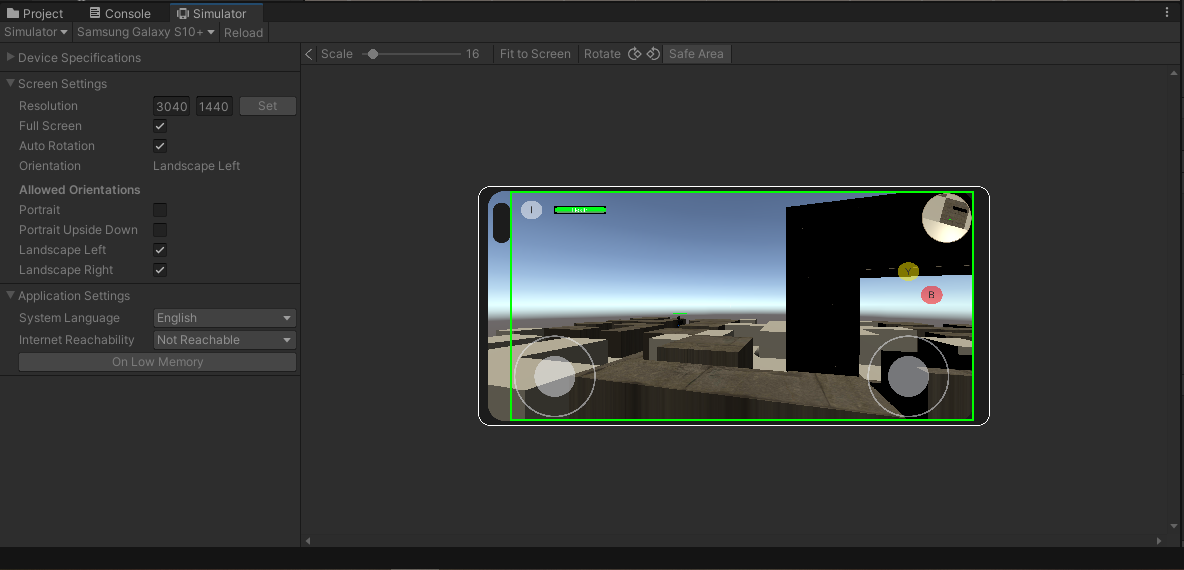 Project Console Simulator
Simulator Samsung Galaxy S10+ Reload
Device Specifications
Scale 16 Fit to Screen Rotate Safe Area
Screen Settings
Resolution 3040 1440 Set
Full Screen
Auto Rotation
Orientation Landscape Left
Allowed Orientations
Portrait
Portrait Upside Down
Landscape Left
Landscape Right
Application Settings
System Language English
Internet Reachability Not Reachable
On Low Memory
I
Y
B